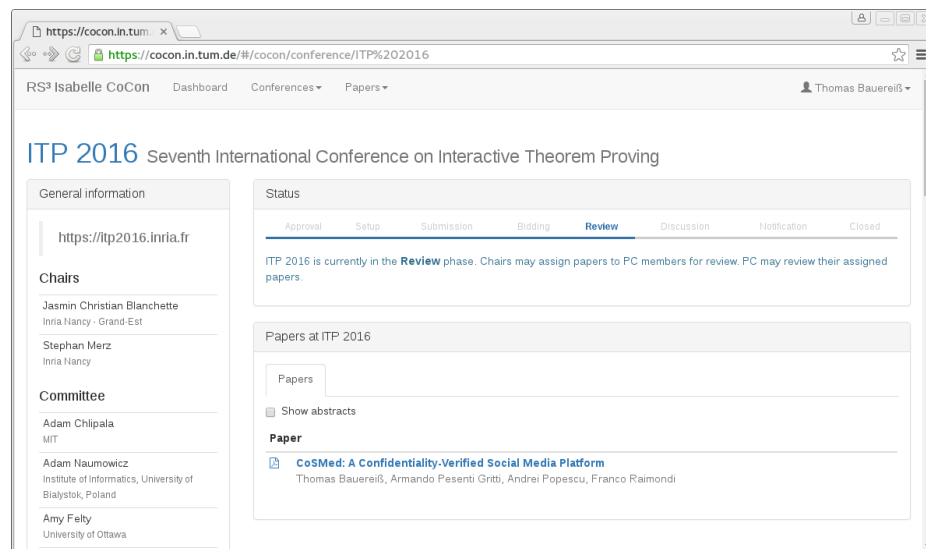 https://cocon.in.tum.
https://cocon.in.tum.de/#/cocon/conference/ITP%202016
RS³ Isabelle CoCon Dashboard Conferences Papers Thomas Bauereiß
ITP 2016 Seventh International Conference on Interactive Theorem Proving
General information
https://itp2016.inria.fr
Chairs
Jasmin Christian Blanchette
Inria Nancy - Grand-Est
Stephan Merz
Inria Nancy
Committee
Adam Chlipala
MIT
Adam Naumowicz
Institute of Informatics, University of
Bialystok, Poland
Amy Felty
University of Ottawa
Status
Approval Setup Submission Bidding Review Discussion Notification Closed
ITP 2016 is currently in the Review phase. Chairs may assign papers to PC members for review. PC may review their assigned
papers.
Papers at ITP 2016
Papers
Show abstracts
Paper
CoSMed: A Confidentiality-Verified Social Media Platform
Thomas Bauereiß, Armando Pesenti Gritti, Andrei Popescu, Franco Raimondi